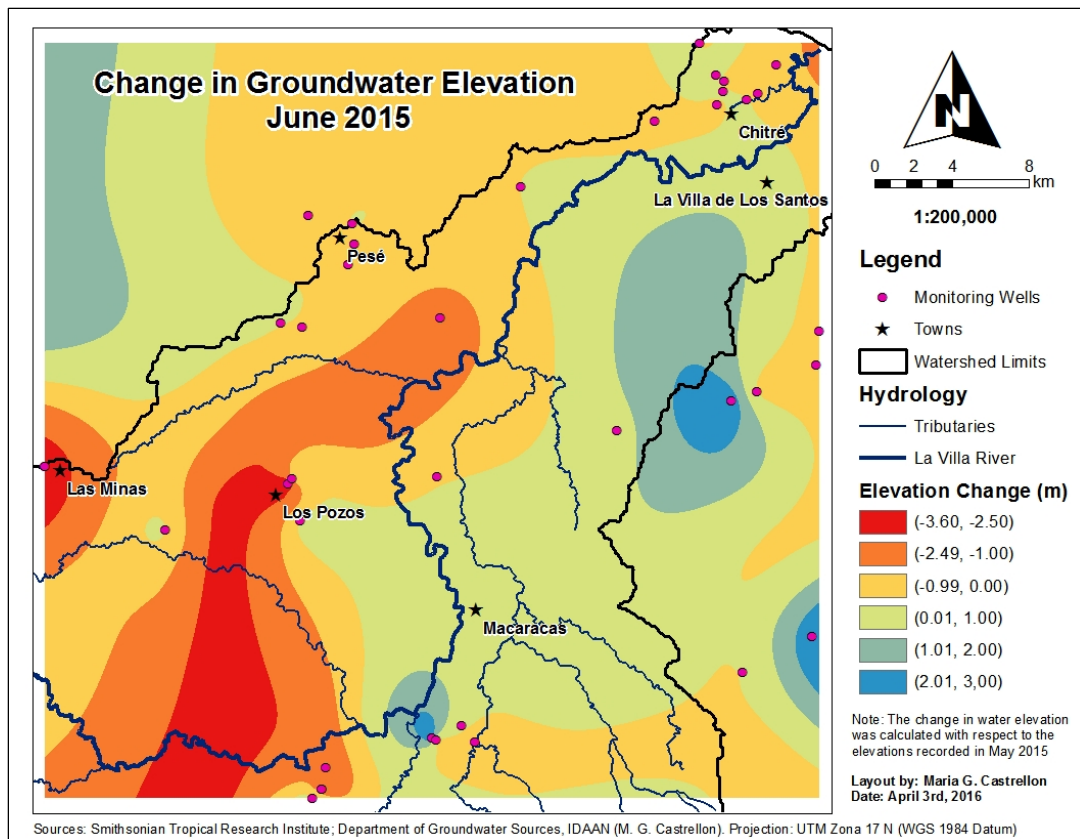 Change in Groundwater Elevation
June 2015
Chitré
La Villa de Los Santos
Pesé
Las Minas
Los Pozos
Macaracas
N
0 2 4 8
km
1:200,000
Legend
Monitoring Wells
Towns
Watershed Limits
Hydrology
Tributaries
La Villa River
Elevation Change (m)
(-3.60, -2.50)
(-2.49, -1.00)
(-0.99, 0.00)
(0.01, 1.00)
(1.01, 2.00)
(2.01, 3,00)
Note: The change in water elevation
was calculated with respect to the
elevations recorded in May 2015
Layout by: Maria G. Castrellon
Date: April 3rd, 2016
Sources: Smithsonian Tropical Research Institute; Department of Groundwater Sources, IDAAN (M. G. Castrellon). Projection: UTM Zona 17 N (WGS 1984 Datum)